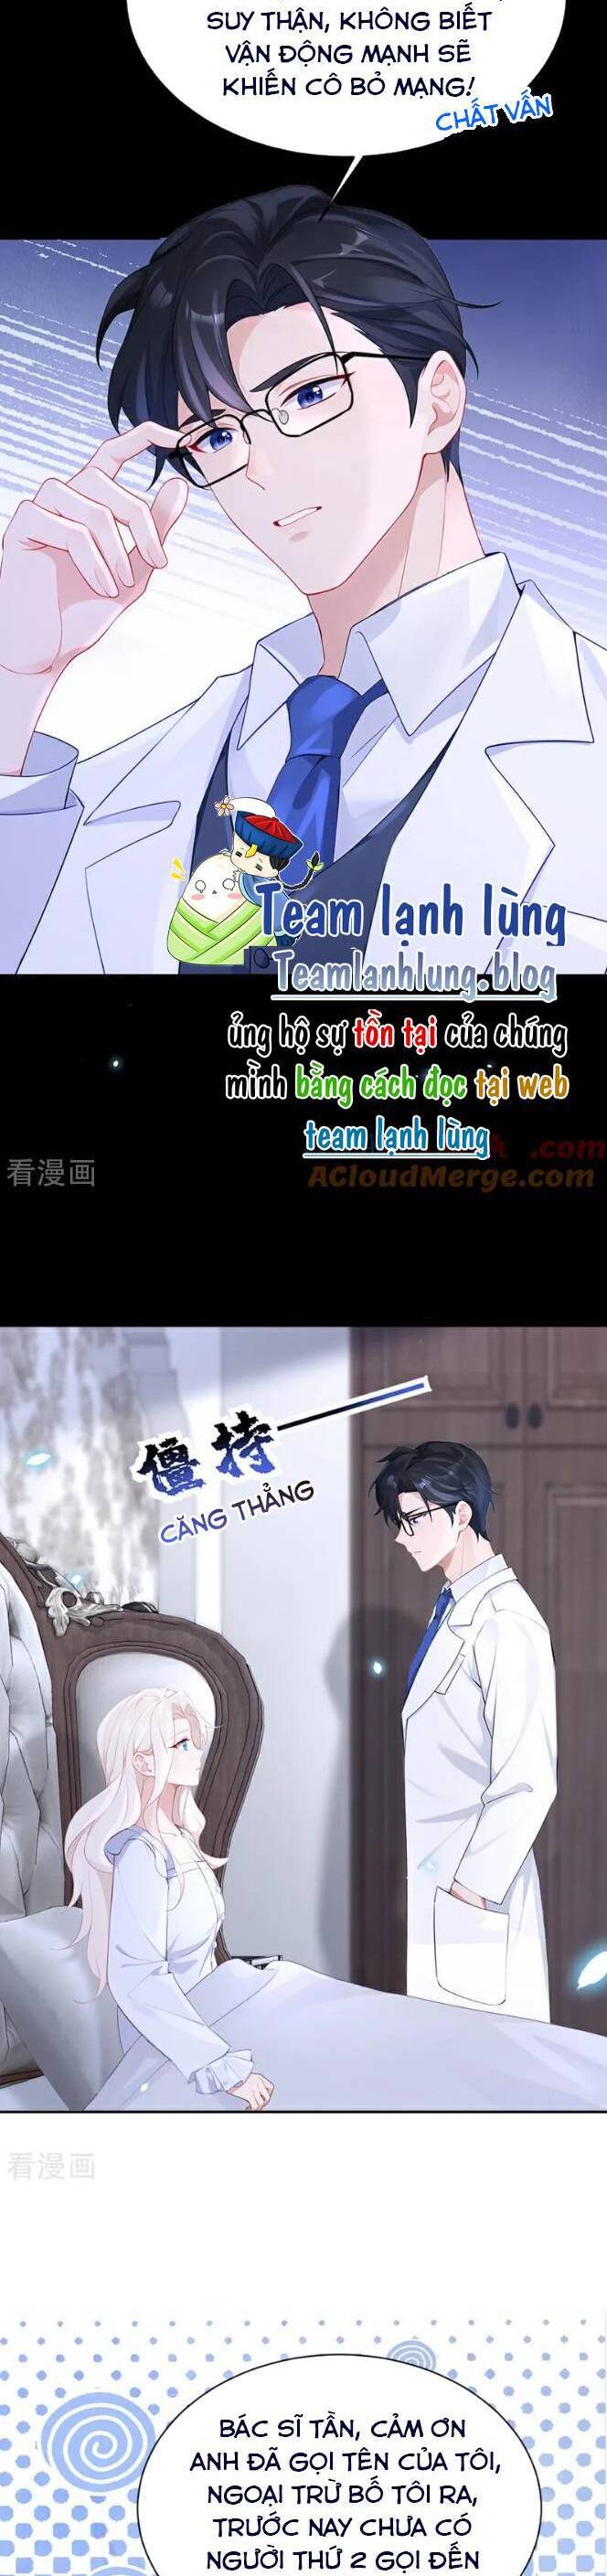 SUY THẬN, KHÔNG BIẾT
VẬN ĐỘNG MẠNH SẼ
KHIẾN CÔ BỎ MẠNG!
CHẤT VẤN
Team lạnh lùng
Teamlanhlung.blog
ủng hộ sự tồn tại của chúng
mình bằng cách đọc tại web
team lạnh lùng
.com
ACloudMerge.com
看漫画
僵持
CĂNG THẲNG
看漫画
BÁC SĨ TẦN, CẢM ƠN
ANH ĐÃ GỌI TÊN CỦA TÔI,
NGOẠI TRỪ BỐ TÔI RA,
TRƯỚC NAY CHƯA CÓ
NGƯỜI THỨ 2 GỌI ĐẾN